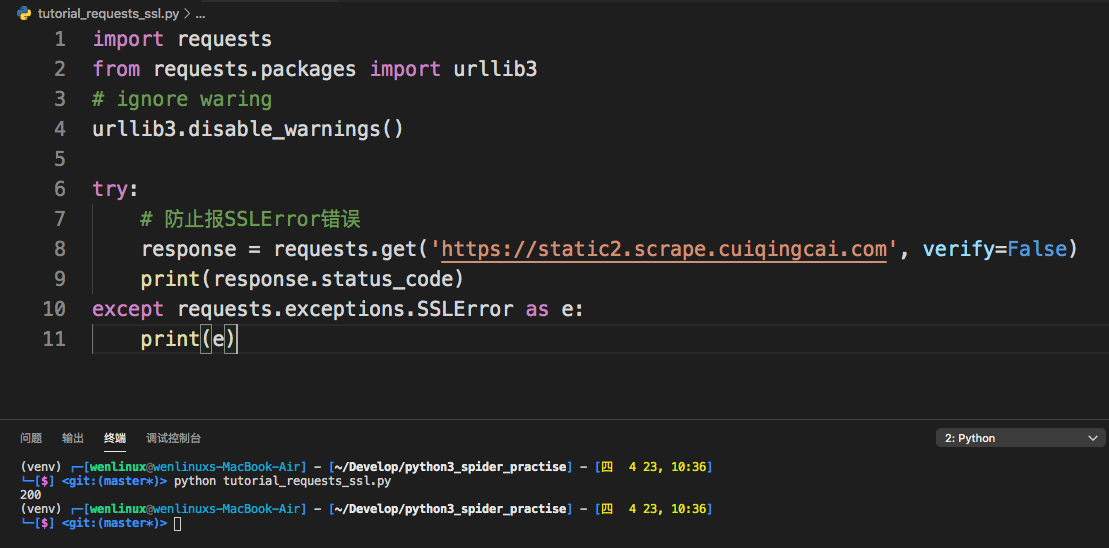 tutorial_requests_ssl.py > ...
1 import requests
2 from requests.packages import urllib3
3 # ignore waring
4 urllib3.disable_warnings()
5
6 try:
7     # 防止报SSLError错误
8     response = requests.get('https://static2.scrape.cuiqingcai.com', verify=False)
9     print(response.status_code)
10 except requests.exceptions.SSLError as e:
11     print(e)
问题 输出 终端 调试控制台 2: Python
(venv) ┌─[wenlinux@wenlinuxs-MacBook-Air] - [~/Develop/python3_spider_practise] - [四  4 23, 10:36]
└─[$] <git:(master*)> python tutorial_requests_ssl.py
200
(venv) ┌─[wenlinux@wenlinuxs-MacBook-Air] - [~/Develop/python3_spider_practise] - [四  4 23, 10:36]
└─[$] <git:(master*)>